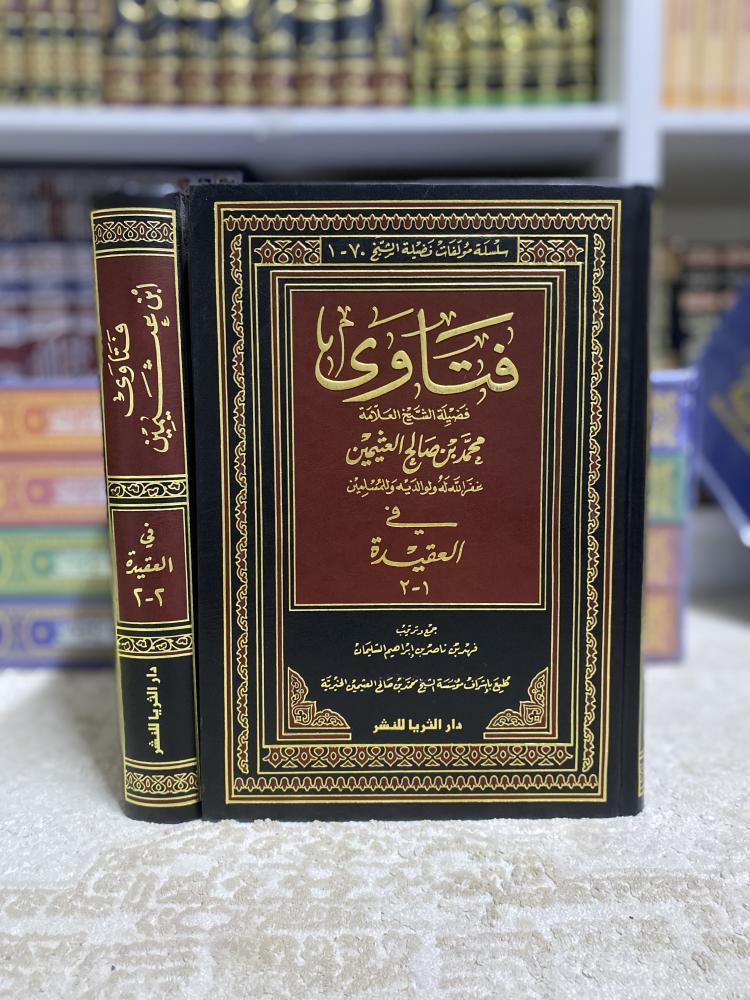 سلسلة مؤلفات فضيلة الشيخ ٧٠-١
فتاوى
فضيلة الشيخ العلامة
محمد بن صالح العثيمين
غفر الله له ولوالديه وللمسلمين
في
العقيدة
١-٢
جمع وترتيب
فهد بن ناصر بن إبراهيم السليمان
طبع بإشراف مؤسسة الشيخ محمد بن صالح العثيمين الخيرية
دار الثريا للنشر
فتاوى
ابن عثيمين
في
العقيدة
٢-٢
دار الثريا للنشر